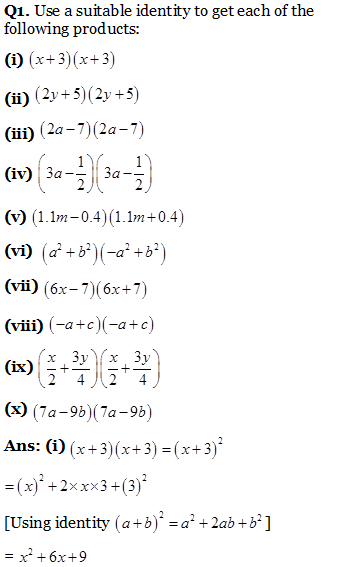 Q1. Use a suitable identity to get each of the
following products:
(i) (x+3)(x+3)
(ii) (2y+5)(2y+5)
(iii) (2a−7)(2a−7)
(iv) (3a−1/2)(3a−1/2)
(v) (1.1m−0.4)(1.1m+0.4)
(vi) (a²+b²)(−a²+b²)
(vii) (6x−7)(6x+7)
(viii) (−a+c)(−a+c)
(ix) (x/2+3y/4)(x/2+3y/4)
(x) (7a−9b)(7a−9b)
Ans: (i) (x+3)(x+3)=(x+3)²
=(x)²+2×x×3+(3)²
[Using identity (a+b)²=a²+2ab+b²]
= x²+6x+9